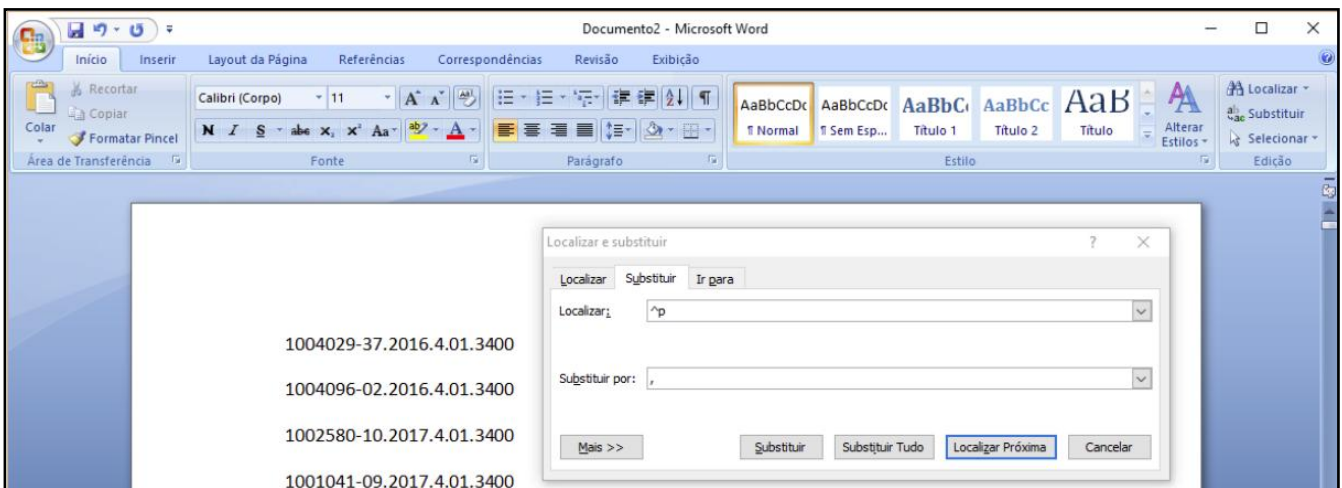 Documento2 - Microsoft Word
Início Inserir Layout da Página Referências Correspondências Revisão Exibição
Colar
Recortar
Copiar
Formatar Pincel
Área de Transferência
Calibri (Corpo) 11
N I S abc x₂ x² Aa
Fonte
Parágrafo
AaBbCcDc AaBbCcDc AaBbC AaBbCc AaB
¶ Normal ¶ Sem Esp... Título 1 Título 2 Título
Alterar
Estilos
Estilo
Localizar
Substituir
Selecionar
Edição
Localizar e substituir
Localizar Substituir Ir para
Localizar: ^p
Substituir por: ,
Mais >> Substituir Substituir Tudo Localizar Próxima Cancelar
1004029-37.2016.4.01.3400
1004096-02.2016.4.01.3400
1002580-10.2017.4.01.3400
1001041-09.2017.4.01.3400